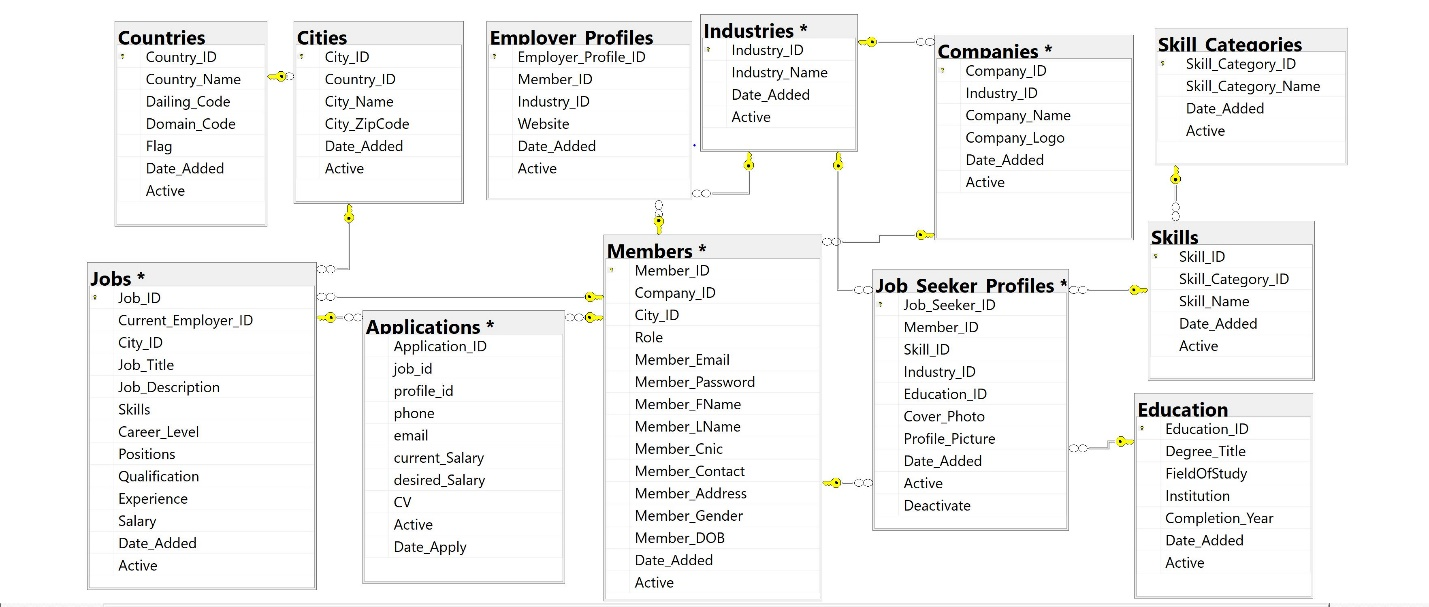 Countries
Country_ID
Country_Name
Dailing_Code
Domain_Code
Flag
Date_Added
Active
Cities
City_ID
Country_ID
City_Name
City_ZipCode
Date_Added
Active
Employer_Profiles
Employer_Profile_ID
Member_ID
Industry_ID
Website
Date_Added
Active
Industries *
Industry_ID
Industry_Name
Date_Added
Active
Companies *
Company_ID
Industry_ID
Company_Name
Company_Logo
Date_Added
Active
Skill_Categories
Skill_Category_ID
Skill_Category_Name
Date_Added
Active
Jobs *
Job_ID
Current_Employer_ID
City_ID
Job_Title
Job_Description
Skills
Career_Level
Positions
Qualification
Experience
Salary
Date_Added
Active
Applications *
Application_ID
job_id
profile_id
phone
email
current_Salary
desired_Salary
CV
Active
Date_Apply
Members *
Member_ID
Company_ID
City_ID
Role
Member_Email
Member_Password
Member_FName
Member_LName
Member_Cnic
Member_Contact
Member_Address
Member_Gender
Member_DOB
Date_Added
Active
Job_Seeker_Profiles *
Job_Seeker_ID
Member_ID
Skill_ID
Industry_ID
Education_ID
Cover_Photo
Profile_Picture
Date_Added
Active
Deactivate
Skills
Skill_ID
Skill_Category_ID
Skill_Name
Date_Added
Active
Education
Education_ID
Degree_Title
FieldOfStudy
Institution
Completion_Year
Date_Added
Active